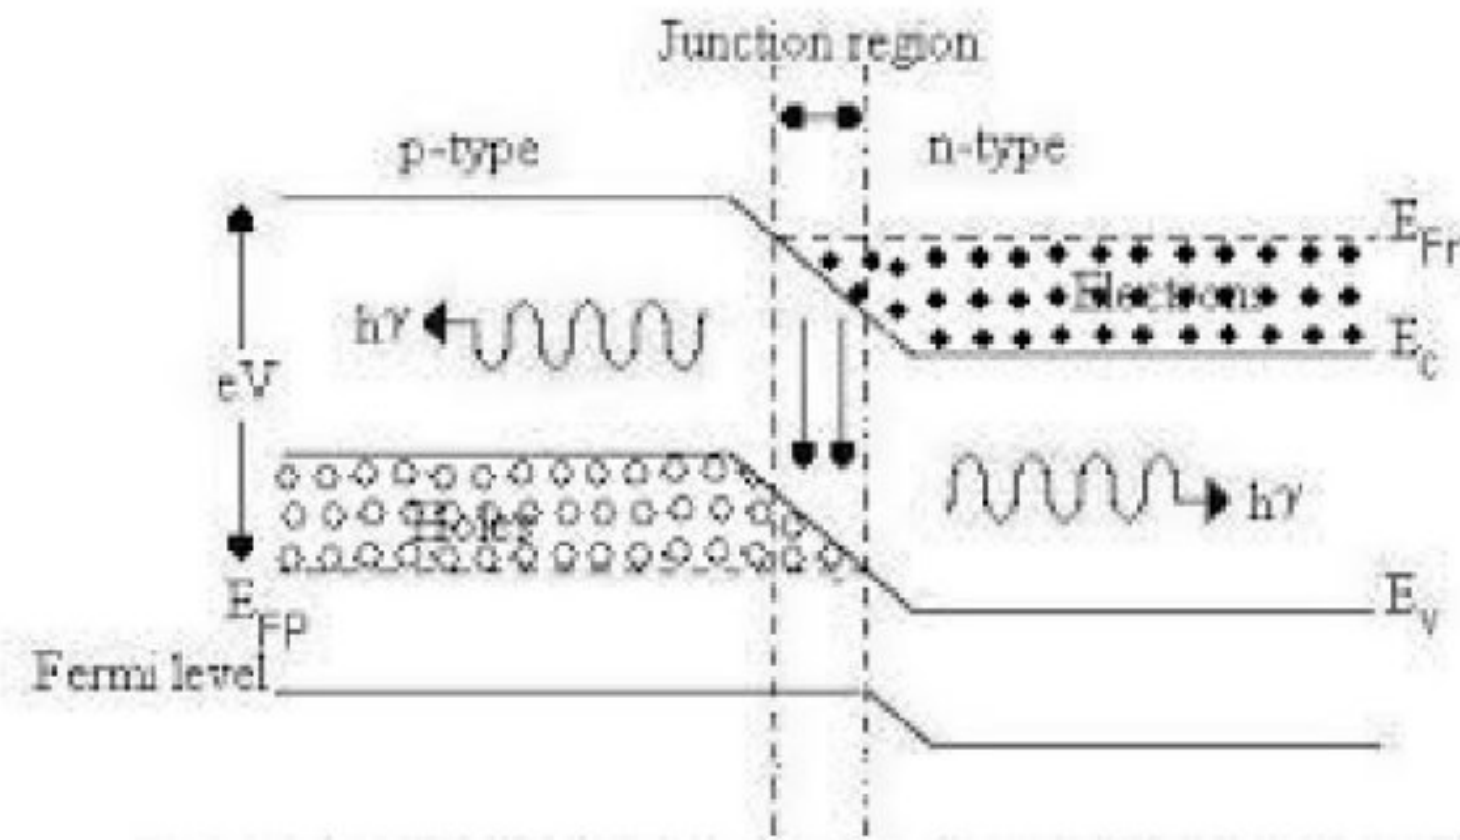 Junction region
p-type
n-type
E_Fn
Electrons
hγ
E_c
eV
Holes
hγ
E_FP
E_v
Fermi level